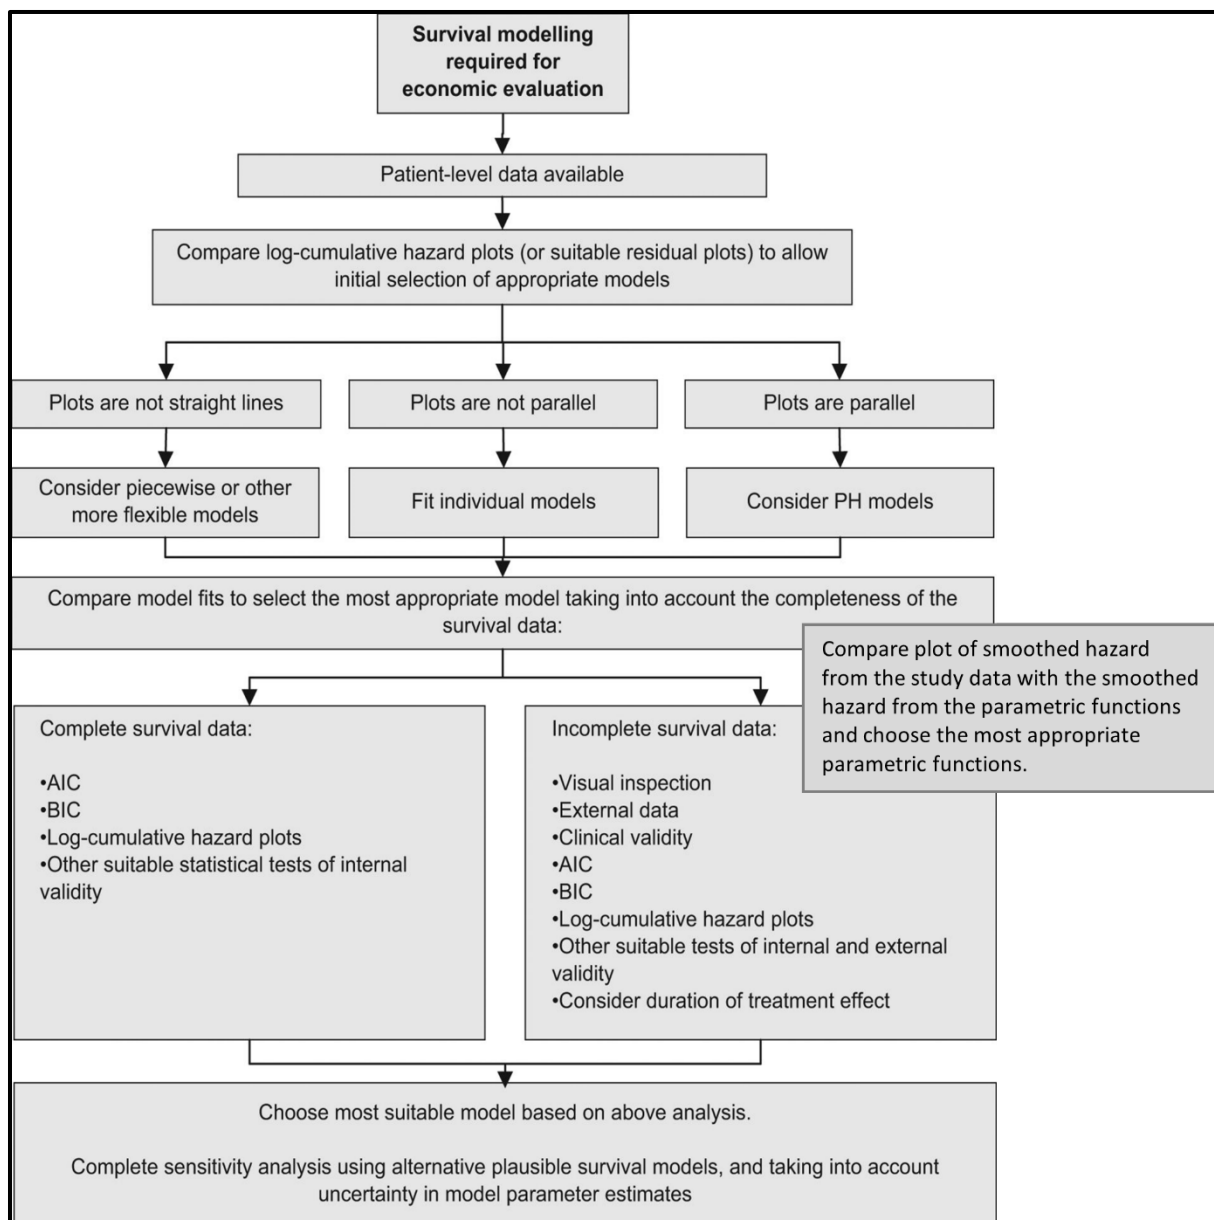 Survival modelling
required for
economic evaluation
Patient-level data available
Compare log-cumulative hazard plots (or suitable residual plots) to allow
initial selection of appropriate models
Plots are not straight lines
Plots are not parallel
Plots are parallel
Consider piecewise or other
more flexible models
Fit individual models
Consider PH models
Compare model fits to select the most appropriate model taking into account the completeness of the
survival data:
Compare plot of smoothed hazard
from the study data with the smoothed
hazard from the parametric functions
and choose the most appropriate
parametric functions.
Complete survival data:
•AIC
•BIC
•Log-cumulative hazard plots
•Other suitable statistical tests of internal
validity
Incomplete survival data:
•Visual inspection
•External data
•Clinical validity
•AIC
•BIC
•Log-cumulative hazard plots
•Other suitable tests of internal and external
validity
•Consider duration of treatment effect
Choose most suitable model based on above analysis.
Complete sensitivity analysis using alternative plausible survival models, and taking into account
uncertainty in model parameter estimates